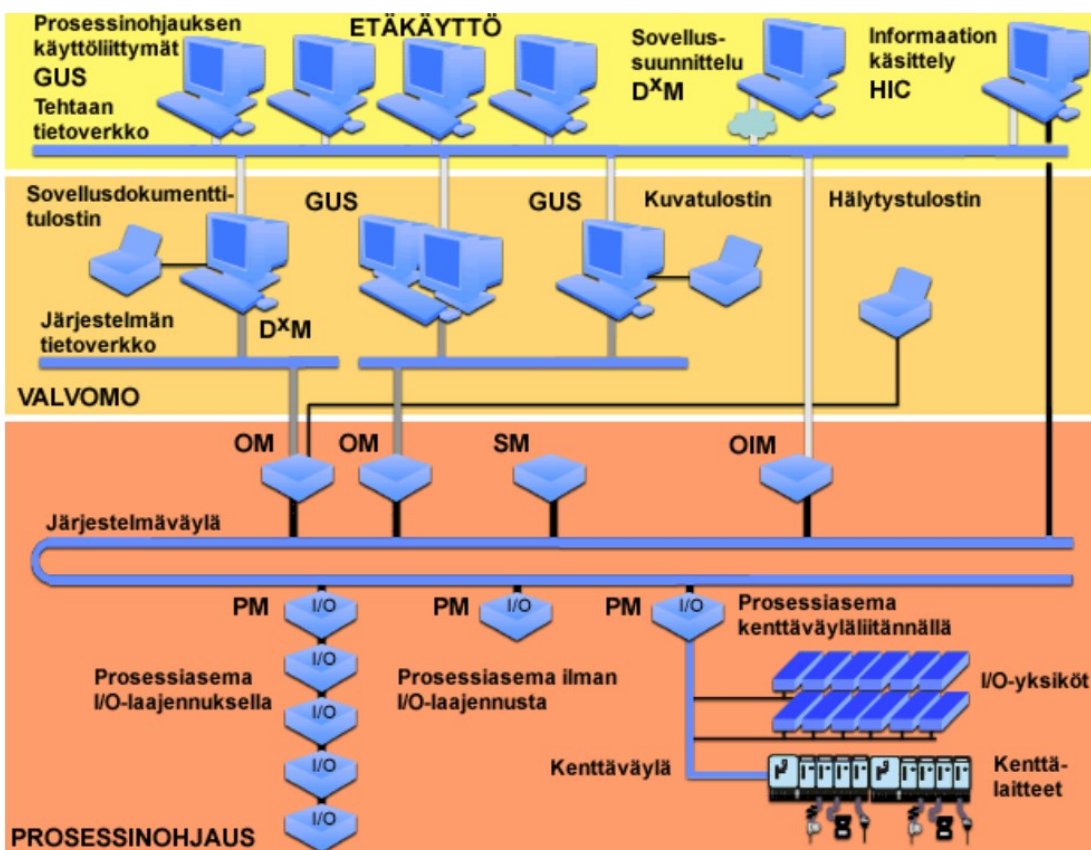 Prosessinohjauksen
käyttöliittymät
GUS
Tehtaan
tietoverkko
ETÄKÄYTTÖ
Sovellus-
suunnittelu
DˣM
Informaation
käsittely
HIC
Sovellusdokumentti-
tulostin
GUS
GUS
Kuvatulostin
Hälytystulostin
DˣM
Järjestelmän
tietoverkko
VALVOMO
OM
OM
SM
OIM
Järjestelmäväylä
PM
I/O
PM
I/O
PM
I/O
Prosessiasema
kenttäväyläliitännällä
Prosessiasema
I/O-laajennuksella
I/O
I/O
I/O
I/O
Prosessiasema ilman
I/O-laajennusta
I/O-yksiköt
Kenttäväylä
Kenttä-
laitteet
PROSESSINOHJAUS